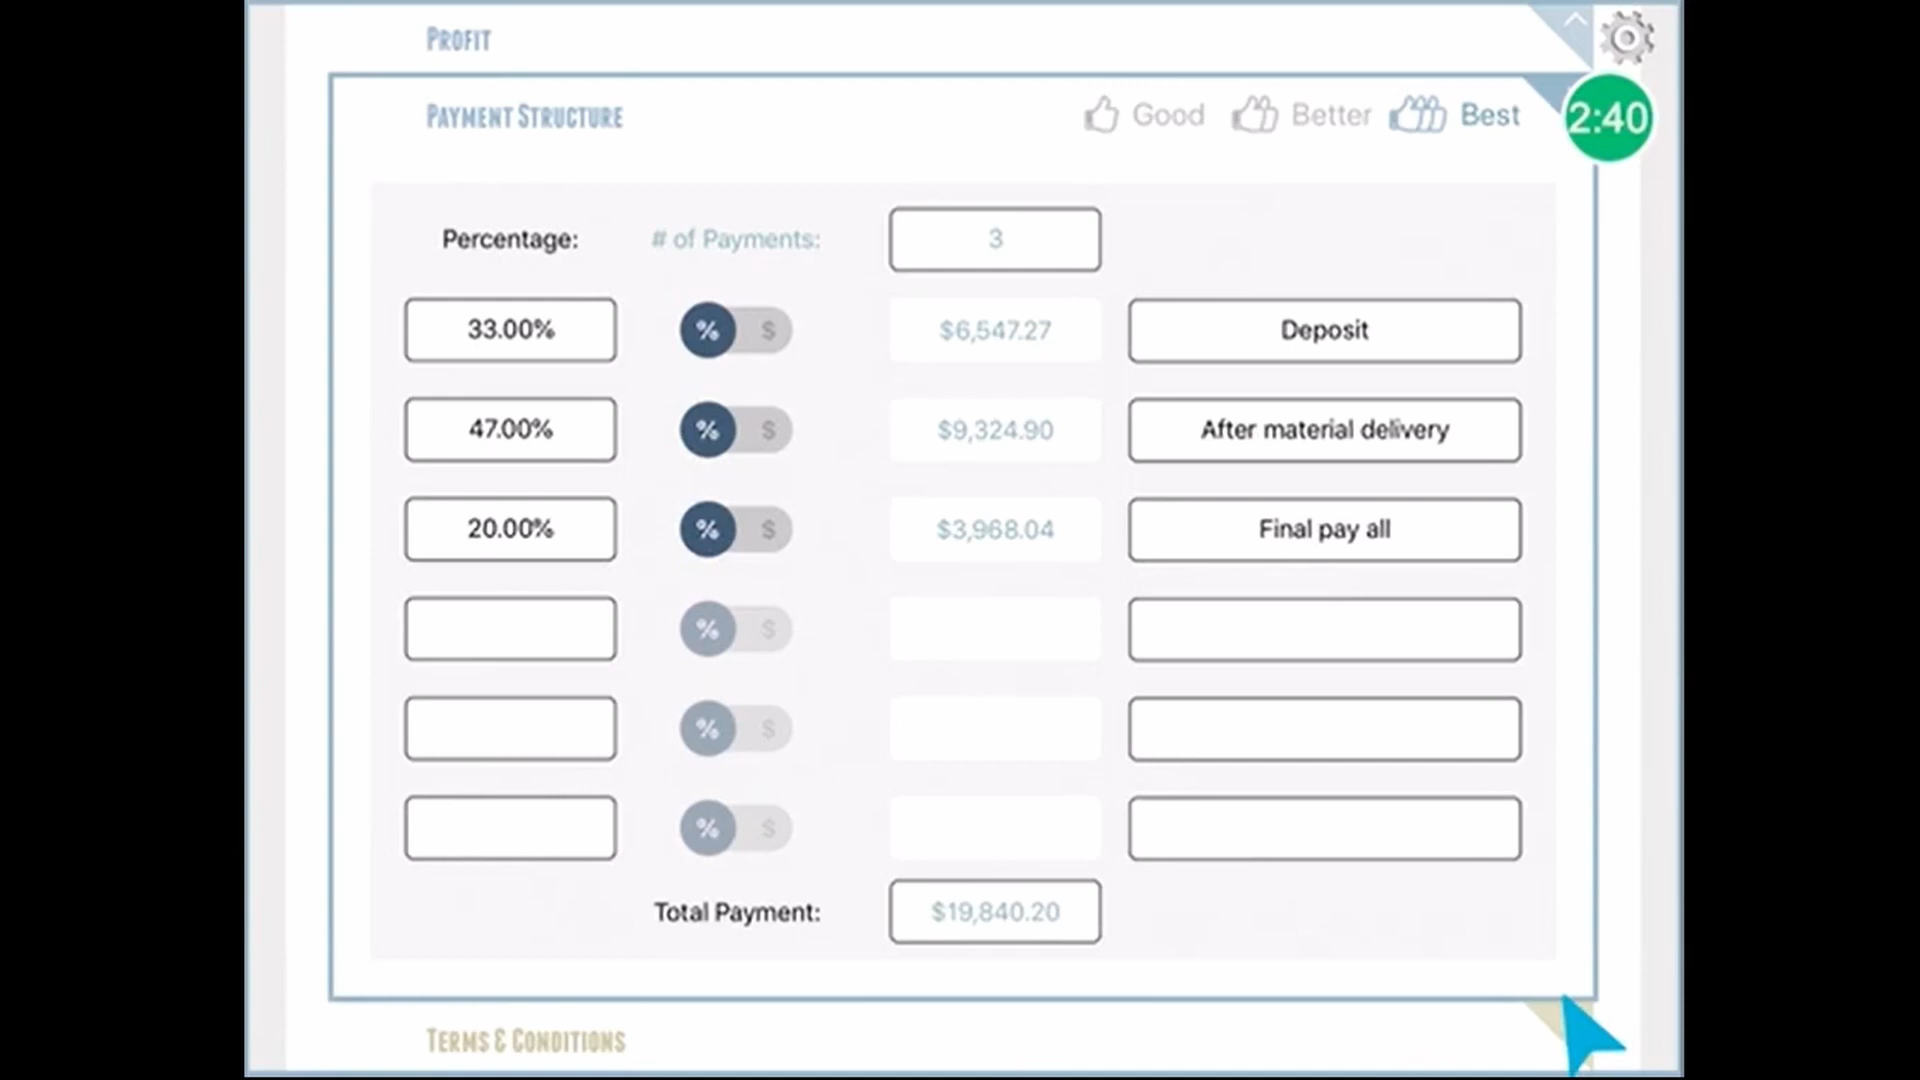 PROFIT
PAYMENT STRUCTURE Good Better Best 2:40
Percentage: # of Payments: 3
33.00% % $ $6,547.27 Deposit
47.00% % $ $9,324.90 After material delivery
20.00% % $ $3,968.04 Final pay all
% $
% $
% $
Total Payment: $19,840.20
TERMS & CONDITIONS